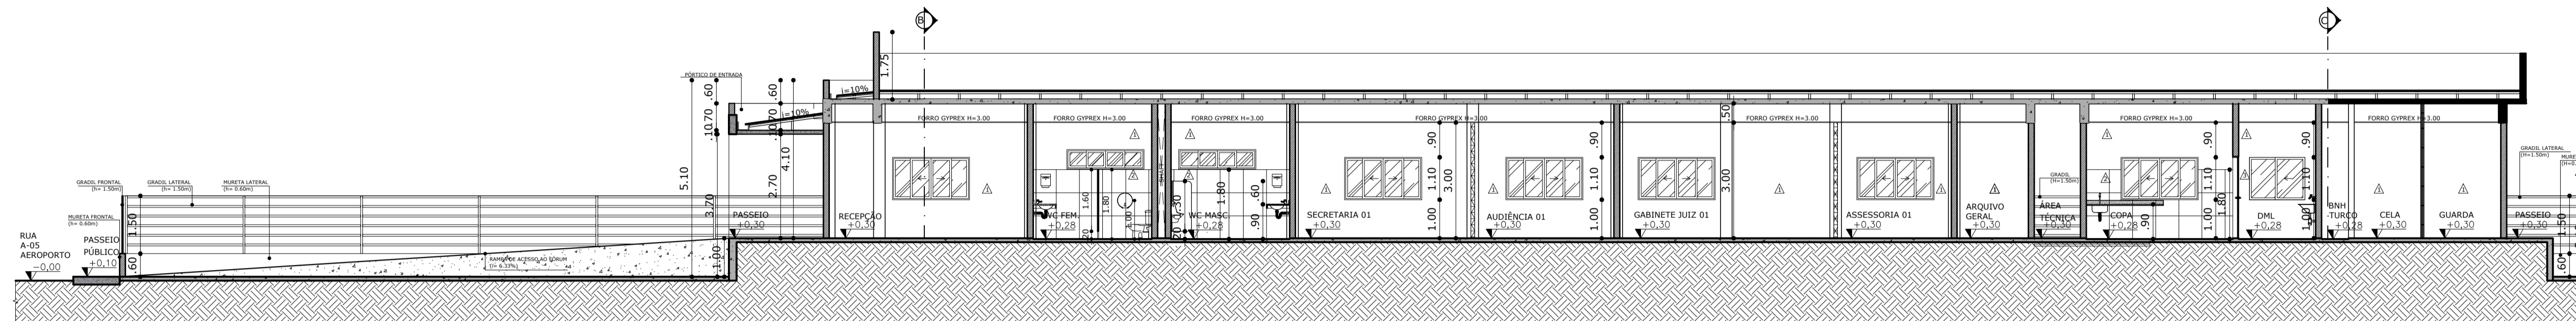 B
C
1.75
PÓRTICO DE ENTRADA
.60
.60
i=10%
i=10%
.70
.70
.10
.10
4.10
5.10
3.70
2.70
FORRO GYPREX H=3.00
FORRO GYPREX H=3.00
FORRO GYPREX H=3.00
FORRO GYPREX H=3.00
FORRO GYPREX H=3.00
FORRO GYPREX H=3.00
FORRO GYPREX H=3.00
.50
.90
.90
.90
.90
1.10
3.00
1.10
3.00
1.10
1.10
1.00
1.00
1.00
1.80
.90
GRADIL FRONTAL
(h= 1.50m)
GRADIL LATERAL
(h= 1.50m)
MURETA LATERAL
(h= 0.60m)
MURETA FRONTAL
(h= 0.60m)
1.50
.60
RUA
A-05
AEROPORTO
−0,00
PASSEIO
PÚBLICO
+0,10
RAMPA DE ACESSO AO FÓRUM
(i= 6.33%)
PASSEIO
+0,30
RECEPÇÃO
+0,30
1.60
1.80
.20
WC FEM.
+0,28
1.30
.20
1.80
.60
.90
WC MASC.
+0,28
SECRETARIA 01
+0,30
AUDIÊNCIA 01
+0,30
GABINETE JUIZ 01
+0,30
ASSESSORIA 01
+0,30
ARQUIVO
GERAL
+0,30
GRADIL
(H=1.50m)
ÁREA
TÉCNICA
+0,30
COPA
+0,28
DML
+0,28
BNH
-TURCO
+0,28
CELA
+0,30
GUARDA
+0,30
PASSEIO
+0,30
GRADIL LATERAL
(H=1.50m)
1.50
.60